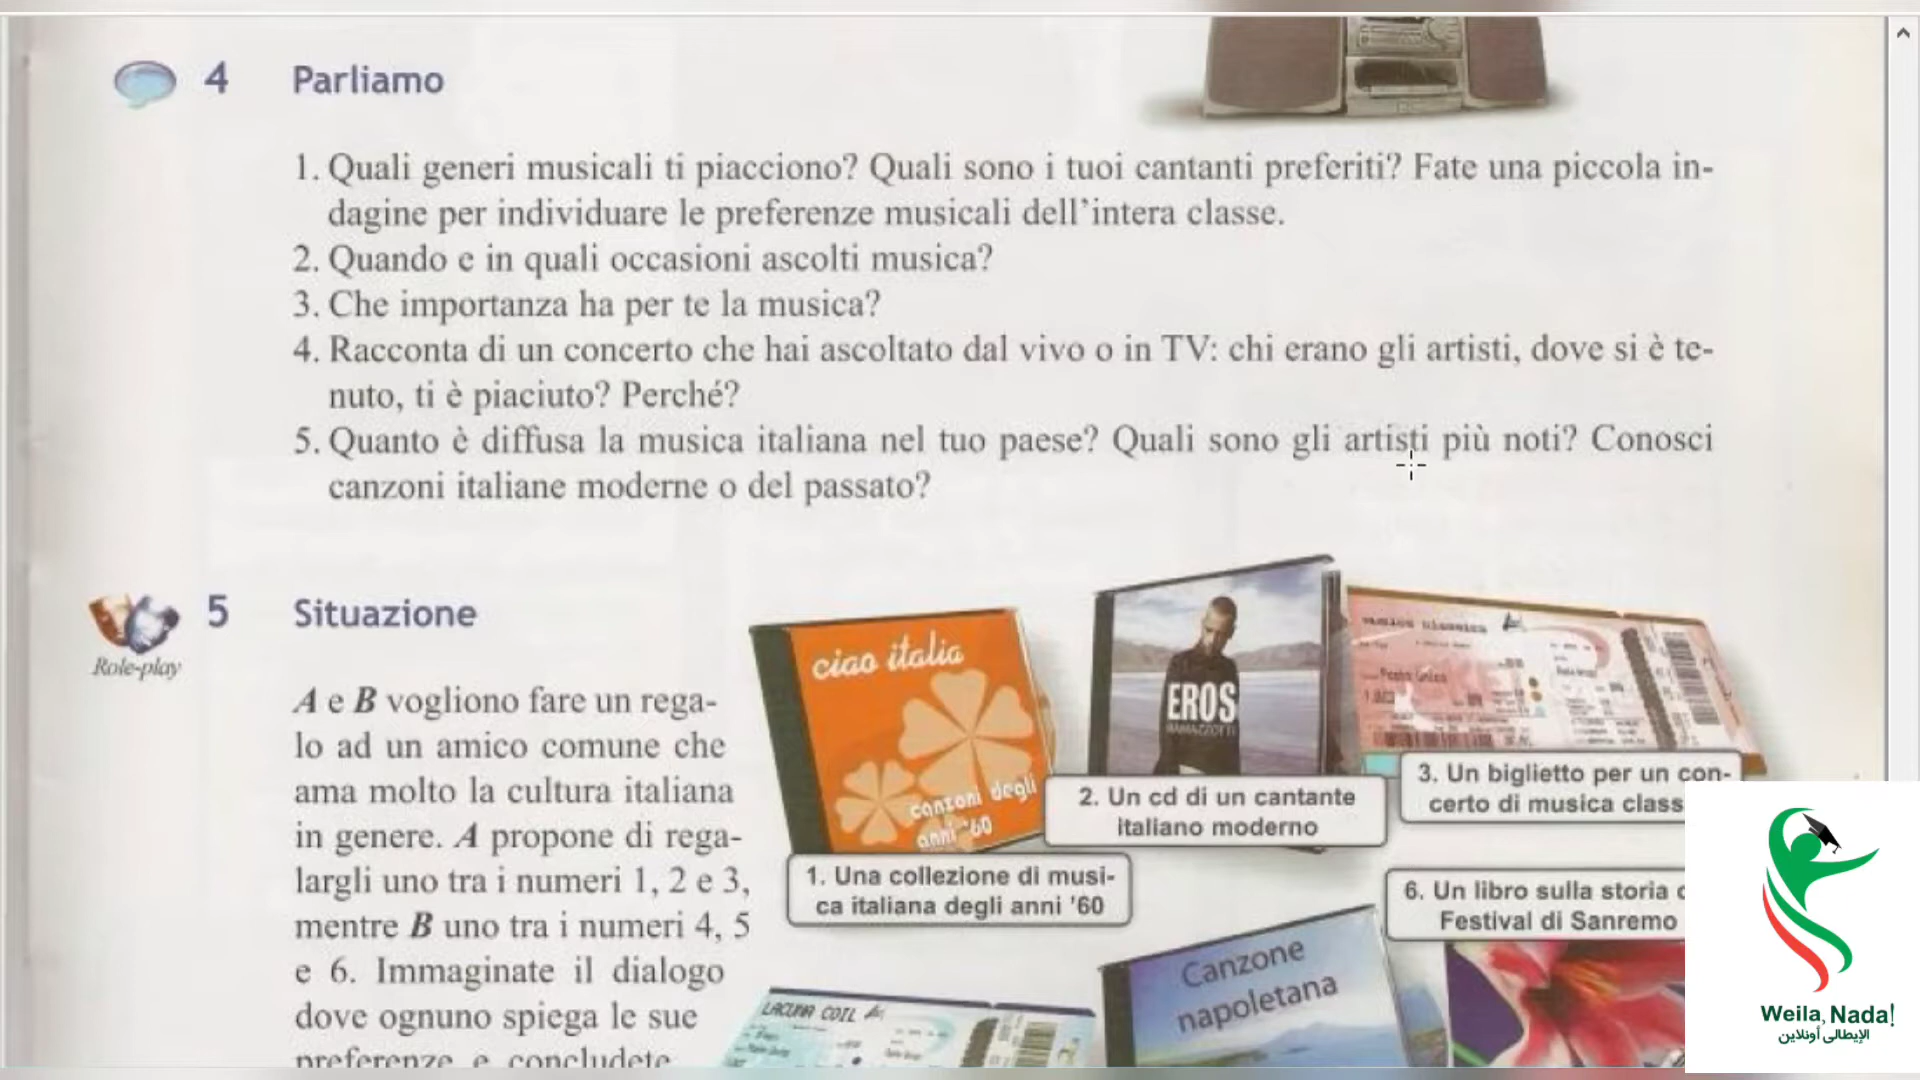 4 Parliamo
1. Quali generi musicali ti piacciono? Quali sono i tuoi cantanti preferiti? Fate una piccola in-
dagine per individuare le preferenze musicali dell'intera classe.
2. Quando e in quali occasioni ascolti musica?
3. Che importanza ha per te la musica?
4. Racconta di un concerto che hai ascoltato dal vivo o in TV: chi erano gli artisti, dove si è te-
nuto, ti è piaciuto? Perché?
5. Quanto è diffusa la musica italiana nel tuo paese? Quali sono gli artisti più noti? Conosci
canzoni italiane moderne o del passato?
5 Situazione
Role-play
A e B vogliono fare un rega-
lo ad un amico comune che
ama molto la cultura italiana
in genere. A propone di rega-
largli uno tra i numeri 1, 2 e 3,
mentre B uno tra i numeri 4, 5
e 6. Immaginate il dialogo
dove ognuno spiega le sue
preferenze e concludete
ciao italia
canzoni degli
anni '60
1. Una collezione di musi-
ca italiana degli anni '60
EROS
RAMAZZOTTI
2. Un cd di un cantante
italiano moderno
musica classica
Posto Unico
3. Un biglietto per un con-
certo di musica class
6. Un libro sulla storia
Festival di Sanremo
LACUNA COIL
Canzone
napoletana
Weila, Nada!
الإيطالى أونلاين